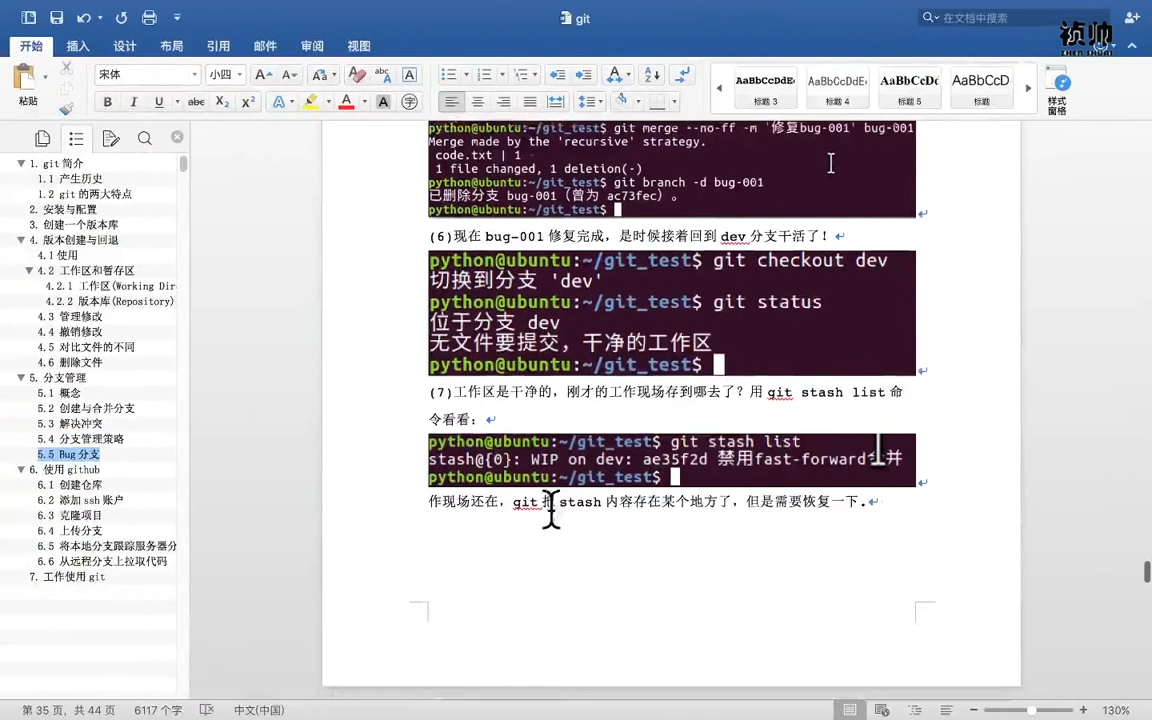 git
在文档中搜索
祯帅
ZHEN SHUAI
开始 插入 设计 布局 引用 邮件 审阅 视图
粘贴
宋体
小四
AaBbCcDdE
标题 3
AaBbCcDdE
标题 4
AaBbCcDc
标题 5
AaBbCcD
标题
样式
窗格
1. git 简介
1.1 产生历史
1.2 git 的两大特点
2. 安装与配置
3. 创建一个版本库
4. 版本创建与回退
4.1 使用
4.2 工作区和暂存区
4.2.1 工作区(Working Dir
4.2.2 版本库(Repository)
4.3 管理修改
4.4 撤销修改
4.5 对比文件的不同
4.6 删除文件
5. 分支管理
5.1 概念
5.2 创建与合并分支
5.3 解决冲突
5.4 分支管理策略
5.5 Bug 分支
6. 使用 github
6.1 创建仓库
6.2 添加 ssh 账户
6.3 克隆项目
6.4 上传分支
6.5 将本地分支跟踪服务器分
6.6 从远程分支上拉取代码
7. 工作使用 git
python@ubuntu:~/git_test$ git merge --no-ff -m '修复bug-001' bug-001
Merge made by the 'recursive' strategy.
code.txt | 1 -
1 file changed, 1 deletion(-)
python@ubuntu:~/git_test$ git branch -d bug-001
已删除分支 bug-001（曾为 ac73fec）。
python@ubuntu:~/git_test$
(6)现在 bug-001 修复完成，是时候接着回到 dev 分支干活了！
python@ubuntu:~/git_test$ git checkout dev
切换到分支 'dev'
python@ubuntu:~/git_test$ git status
位于分支 dev
无文件要提交，干净的工作区
python@ubuntu:~/git_test$
(7)工作区是干净的，刚才的工作现场存到哪去了？用 git stash list 命
令看看：
python@ubuntu:~/git_test$ git stash list
stash@{0}: WIP on dev: ae35f2d 禁用fast-forward合并
python@ubuntu:~/git_test$
作现场还在，git 把 stash 内容存在某个地方了，但是需要恢复一下.
第 35 页，共 44 页 6117 个字 中文(中国) 130%